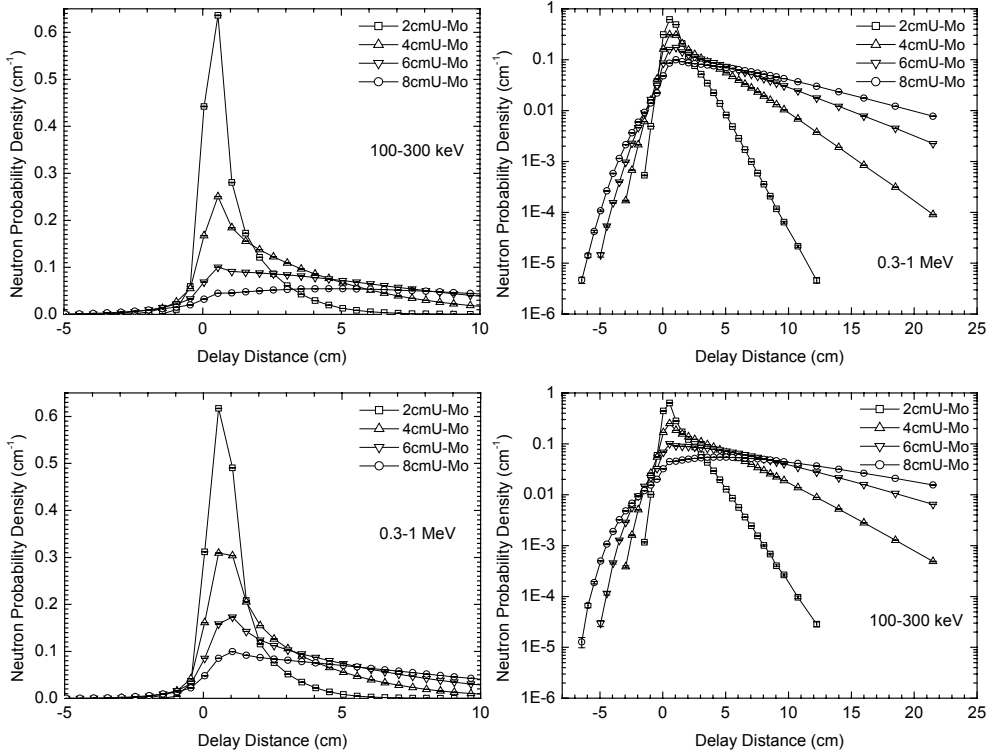 0.6
0.5
0.4
0.3
0.2
0.1
0.0
Neutron Probability Density (cm⁻¹)
2cmU-Mo
4cmU-Mo
6cmU-Mo
8cmU-Mo
100-300 keV
-5 0 5 10
Delay Distance (cm)
1
0.1
0.01
1E-3
1E-4
1E-5
1E-6
Neutron Probability Density (cm⁻¹)
2cmU-Mo
4cmU-Mo
6cmU-Mo
8cmU-Mo
0.3-1 MeV
-5 0 5 10 15 20 25
Delay Distance (cm)
0.6
0.5
0.4
0.3
0.2
0.1
0.0
Neutron Probability Density (cm⁻¹)
2cmU-Mo
4cmU-Mo
6cmU-Mo
8cmU-Mo
0.3-1 MeV
-5 0 5 10
Delay Distance (cm)
1
0.1
0.01
1E-3
1E-4
1E-5
1E-6
Neutron Probability Density (cm⁻¹)
2cmU-Mo
4cmU-Mo
6cmU-Mo
8cmU-Mo
100-300 keV
-5 0 5 10 15 20 25
Delay Distance (cm)